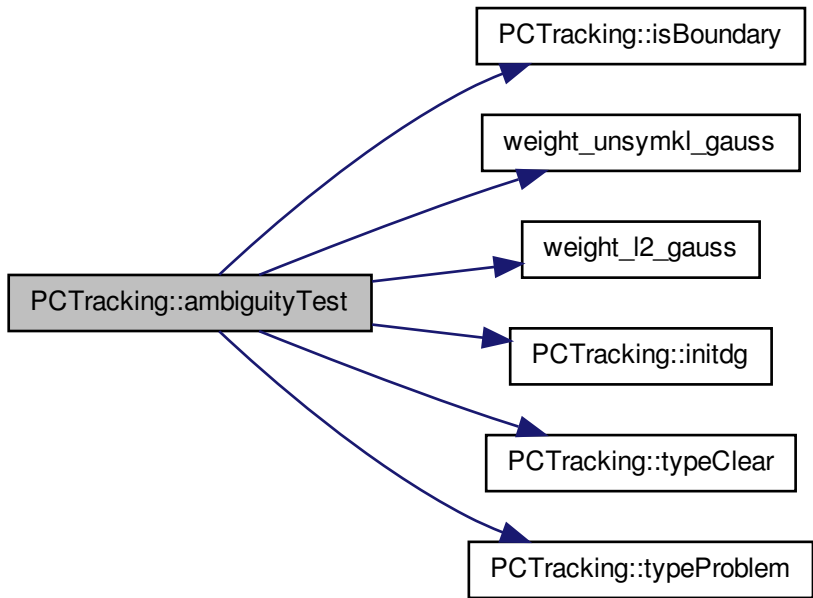 PCTracking::isBoundary
weight_unsymkl_gauss
weight_l2_gauss
PCTracking::ambiguityTest
PCTracking::initdg
PCTracking::typeClear
PCTracking::typeProblem